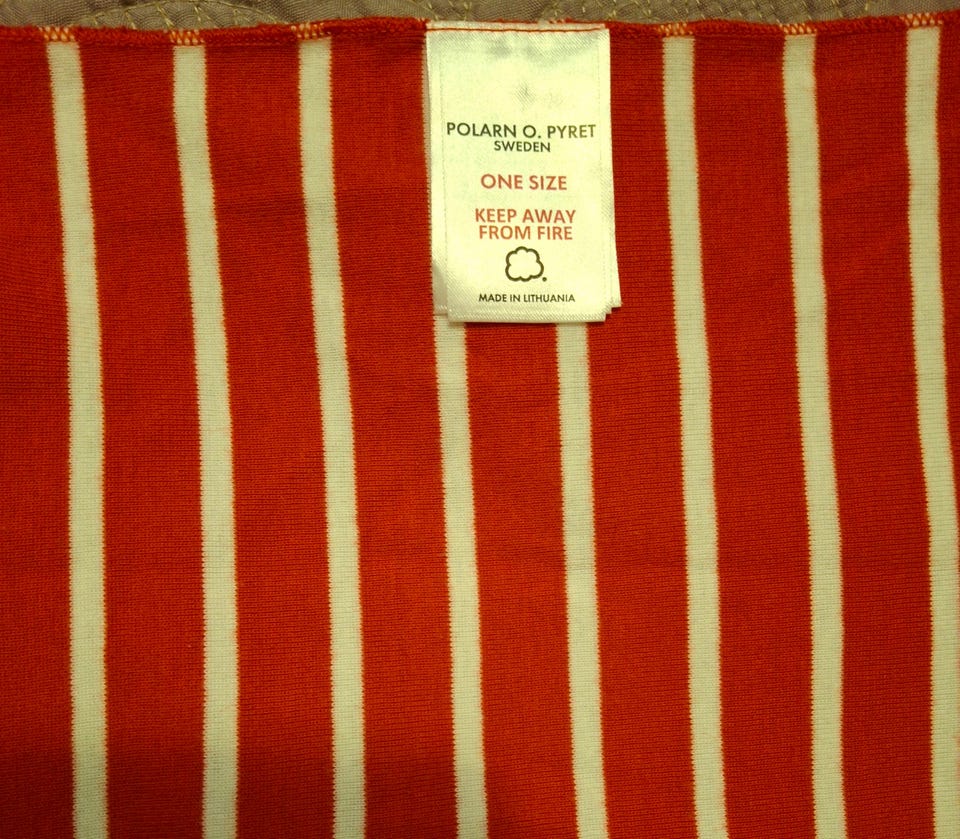 POLARN O. PYRET
SWEDEN
ONE SIZE
KEEP AWAY
FROM FIRE
MADE IN LITHUANIA